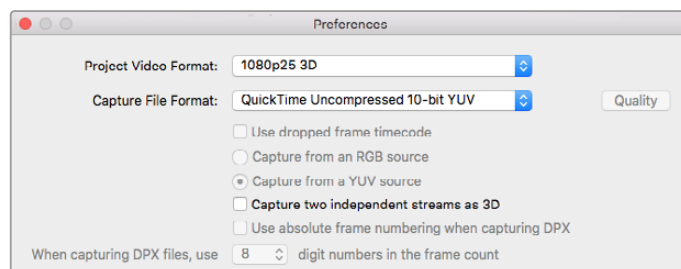 Preferences
Project Video Format: 1080p25 3D
Capture File Format: QuickTime Uncompressed 10-bit YUV Quality
Use dropped frame timecode
Capture from an RGB source
Capture from a YUV source
Capture two independent streams as 3D
Use absolute frame numbering when capturing DPX
When capturing DPX files, use 8 digit numbers in the frame count